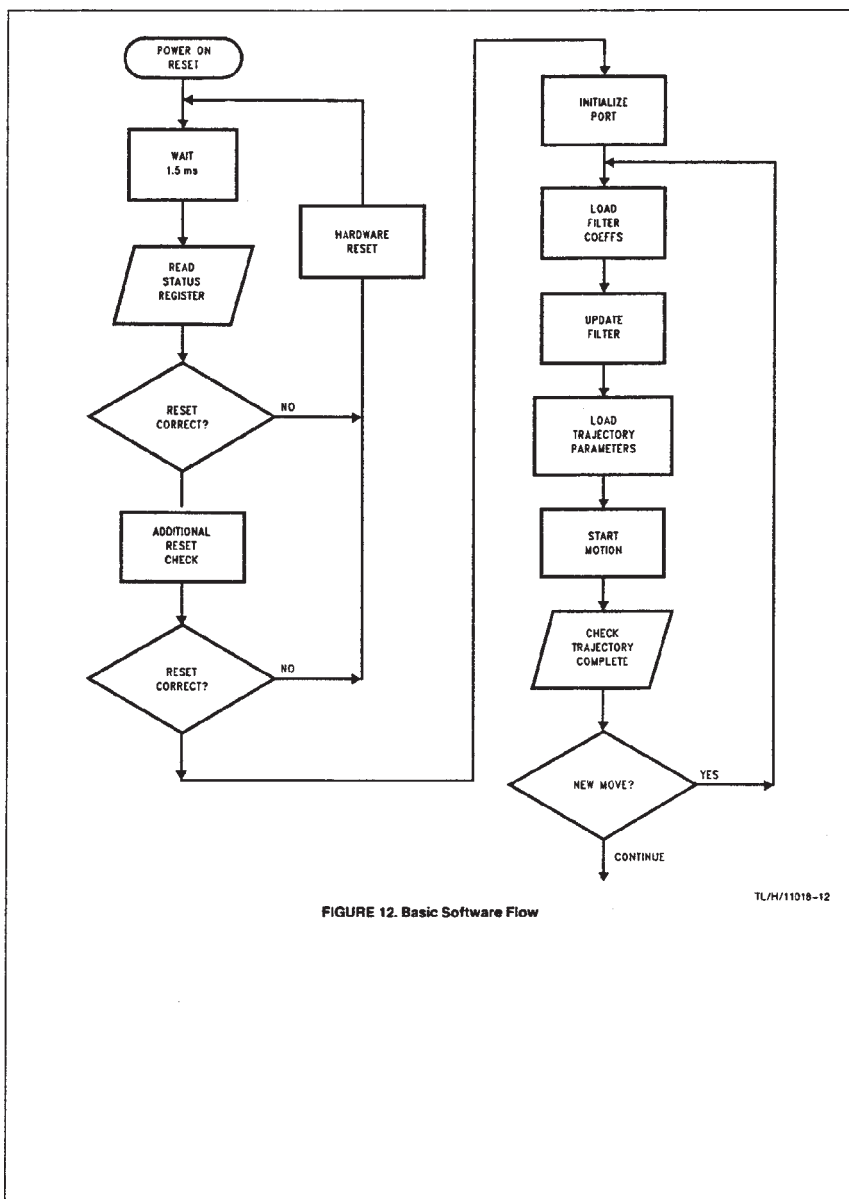 POWER ON
RESET
WAIT
1.5 ms
READ
STATUS
REGISTER
RESET
CORRECT?
NO
HARDWARE
RESET
ADDITIONAL
RESET
CHECK
RESET
CORRECT?
NO
INITIALIZE
PORT
LOAD
FILTER
COEFFS
UPDATE
FILTER
LOAD
TRAJECTORY
PARAMETERS
START
MOTION
CHECK
TRAJECTORY
COMPLETE
NEW MOVE?
YES
CONTINUE
TL/H/11018-12
FIGURE 12. Basic Software Flow